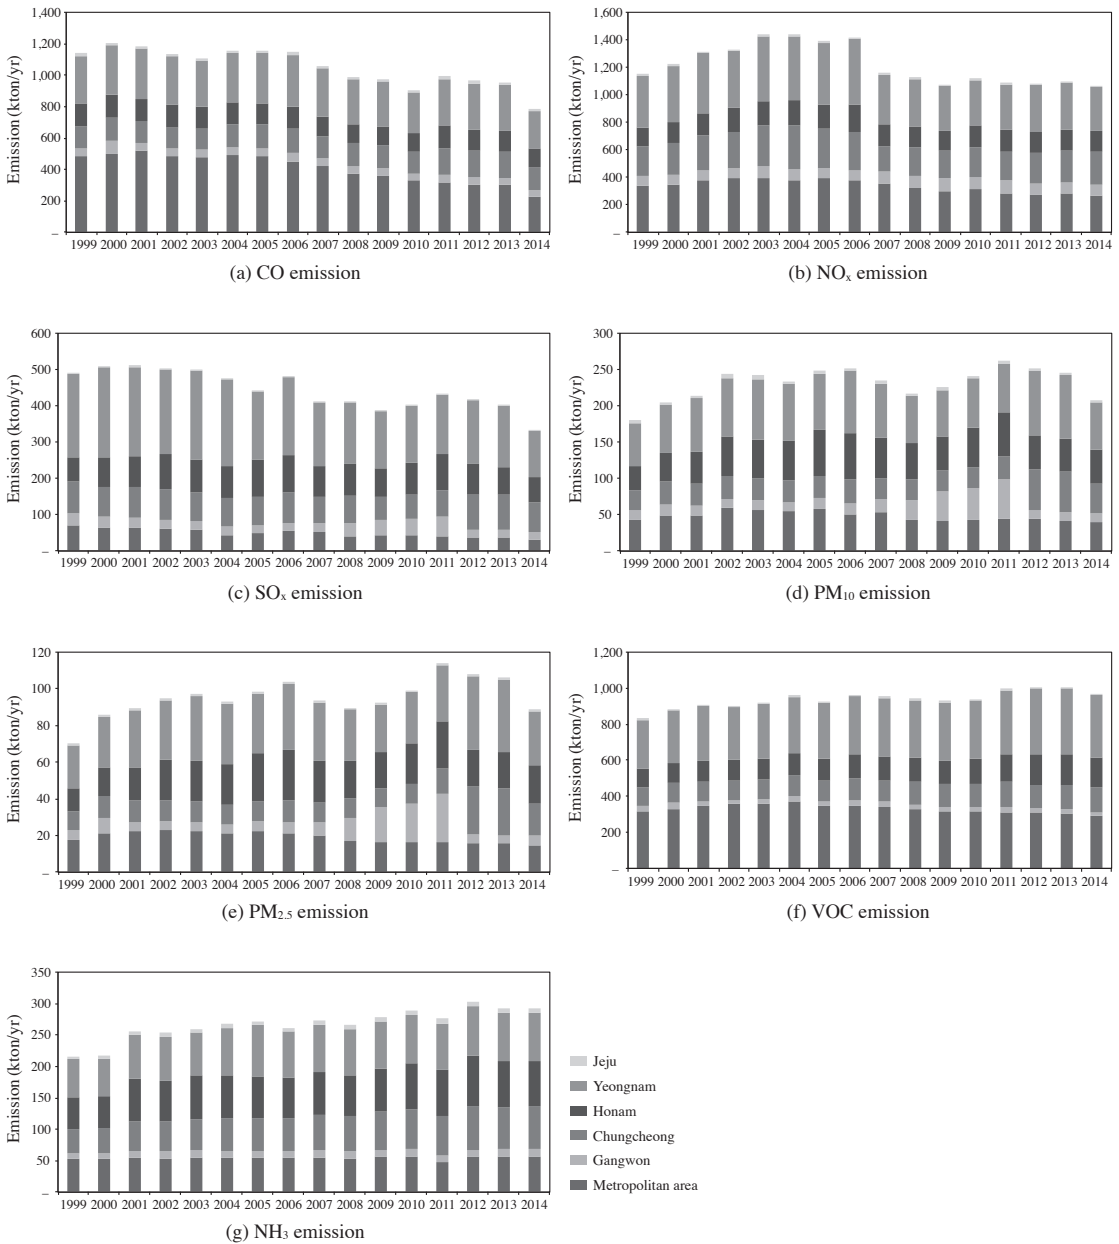 Emission (kton/yr)
1,400
1,200
1,000
800
600
400
200
–
1999 2000 2001 2002 2003 2004 2005 2006 2007 2008 2009 2010 2011 2012 2013 2014
(a) CO emission
Emission (kton/yr)
1,600
1,400
1,200
1,000
800
600
400
200
–
1999 2000 2001 2002 2003 2004 2005 2006 2007 2008 2009 2010 2011 2012 2013 2014
(b) NOx emission
Emission (kton/yr)
600
500
400
300
200
100
–
1999 2000 2001 2002 2003 2004 2005 2006 2007 2008 2009 2010 2011 2012 2013 2014
(c) SOx emission
Emission (kton/yr)
300
250
200
150
100
50
–
1999 2000 2001 2002 2003 2004 2005 2006 2007 2008 2009 2010 2011 2012 2013 2014
(d) PM10 emission
Emission (kton/yr)
120
100
80
60
40
20
–
1999 2000 2001 2002 2003 2004 2005 2006 2007 2008 2009 2010 2011 2012 2013 2014
(e) PM2.5 emission
Emission (kton/yr)
1,200
1,000
800
600
400
200
–
1999 2000 2001 2002 2003 2004 2005 2006 2007 2008 2009 2010 2011 2012 2013 2014
(f) VOC emission
Emission (kton/yr)
350
300
250
200
150
100
50
–
1999 2000 2001 2002 2003 2004 2005 2006 2007 2008 2009 2010 2011 2012 2013 2014
(g) NH3 emission
Jeju
Yeongnam
Honam
Chungcheong
Gangwon
Metropolitan area